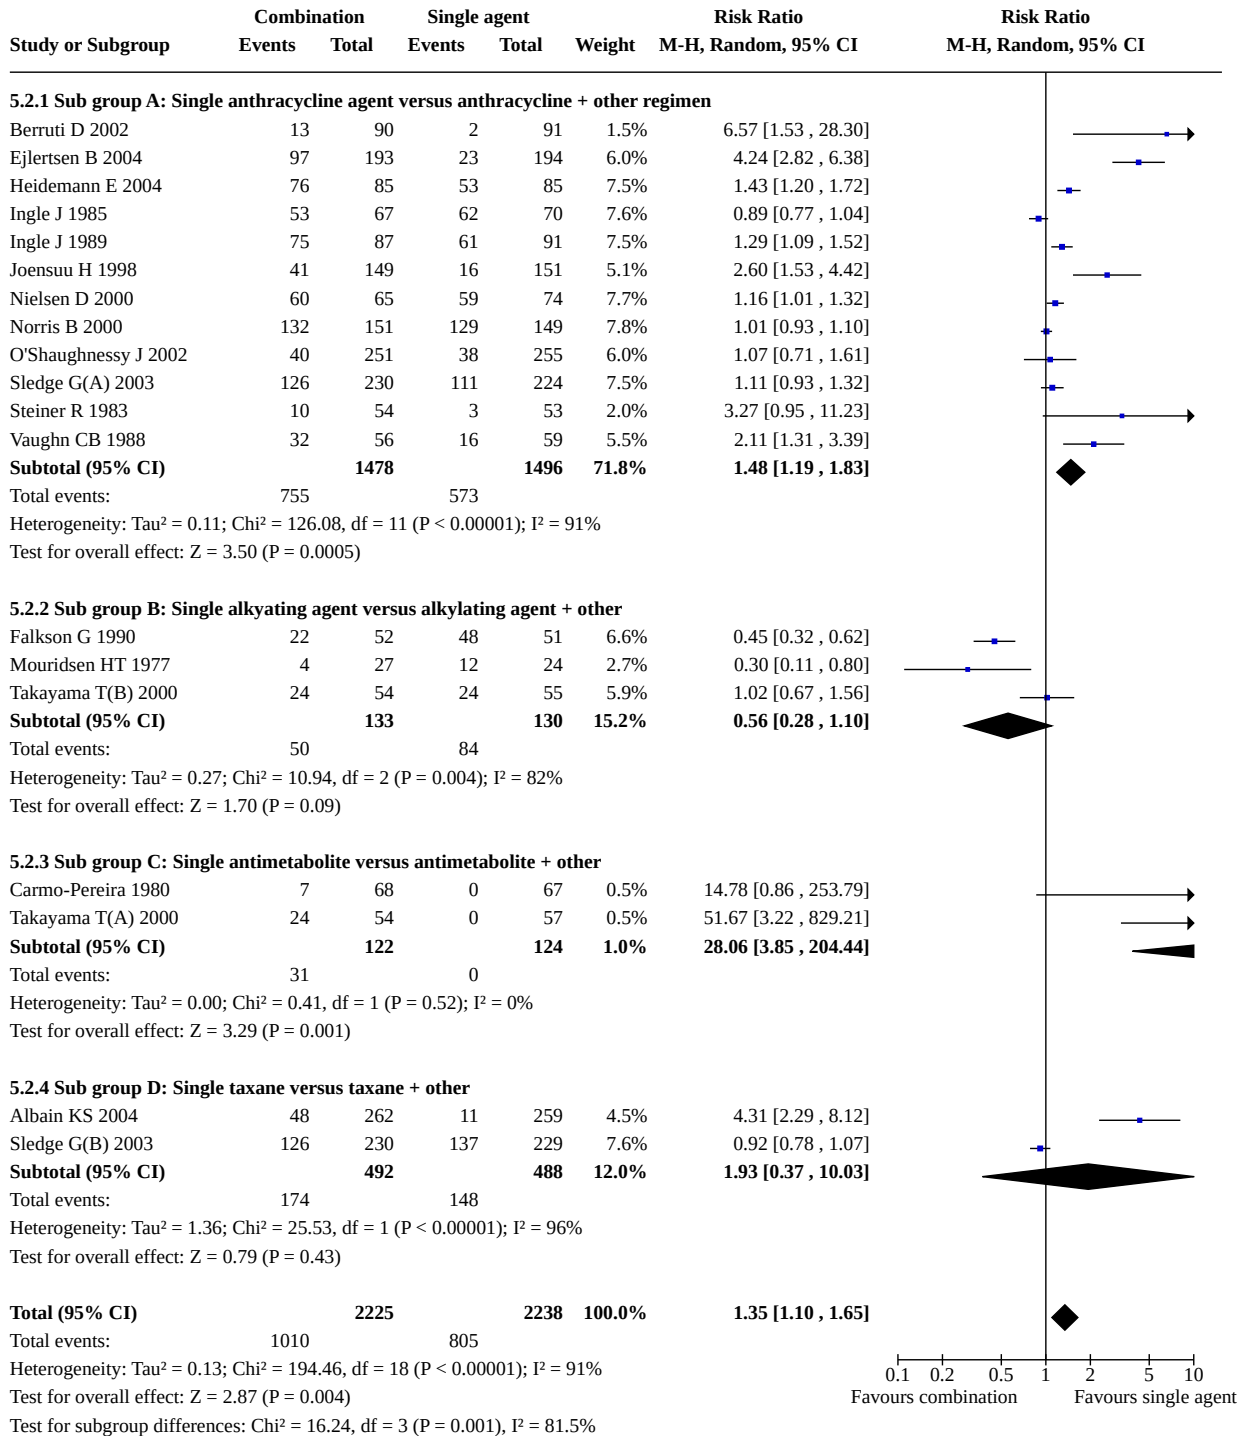 Combination Single agent Risk Ratio Risk Ratio
Study or Subgroup Events Total Events Total Weight M-H, Random, 95% CI M-H, Random, 95% CI
5.2.1 Sub group A: Single anthracycline agent versus anthracycline + other regimen
Berruti D 2002 13 90 2 91 1.5% 6.57 [1.53 , 28.30]
Ejlertsen B 2004 97 193 23 194 6.0% 4.24 [2.82 , 6.38]
Heidemann E 2004 76 85 53 85 7.5% 1.43 [1.20 , 1.72]
Ingle J 1985 53 67 62 70 7.6% 0.89 [0.77 , 1.04]
Ingle J 1989 75 87 61 91 7.5% 1.29 [1.09 , 1.52]
Joensuu H 1998 41 149 16 151 5.1% 2.60 [1.53 , 4.42]
Nielsen D 2000 60 65 59 74 7.7% 1.16 [1.01 , 1.32]
Norris B 2000 132 151 129 149 7.8% 1.01 [0.93 , 1.10]
O'Shaughnessy J 2002 40 251 38 255 6.0% 1.07 [0.71 , 1.61]
Sledge G(A) 2003 126 230 111 224 7.5% 1.11 [0.93 , 1.32]
Steiner R 1983 10 54 3 53 2.0% 3.27 [0.95 , 11.23]
Vaughn CB 1988 32 56 16 59 5.5% 2.11 [1.31 , 3.39]
Subtotal (95% CI) 1478 1496 71.8% 1.48 [1.19 , 1.83]
Total events: 755 573
Heterogeneity: Tau² = 0.11; Chi² = 126.08, df = 11 (P < 0.00001); I² = 91%
Test for overall effect: Z = 3.50 (P = 0.0005)
5.2.2 Sub group B: Single alkyating agent versus alkylating agent + other
Falkson G 1990 22 52 48 51 6.6% 0.45 [0.32 , 0.62]
Mouridsen HT 1977 4 27 12 24 2.7% 0.30 [0.11 , 0.80]
Takayama T(B) 2000 24 54 24 55 5.9% 1.02 [0.67 , 1.56]
Subtotal (95% CI) 133 130 15.2% 0.56 [0.28 , 1.10]
Total events: 50 84
Heterogeneity: Tau² = 0.27; Chi² = 10.94, df = 2 (P = 0.004); I² = 82%
Test for overall effect: Z = 1.70 (P = 0.09)
5.2.3 Sub group C: Single antimetabolite versus antimetabolite + other
Carmo-Pereira 1980 7 68 0 67 0.5% 14.78 [0.86 , 253.79]
Takayama T(A) 2000 24 54 0 57 0.5% 51.67 [3.22 , 829.21]
Subtotal (95% CI) 122 124 1.0% 28.06 [3.85 , 204.44]
Total events: 31 0
Heterogeneity: Tau² = 0.00; Chi² = 0.41, df = 1 (P = 0.52); I² = 0%
Test for overall effect: Z = 3.29 (P = 0.001)
5.2.4 Sub group D: Single taxane versus taxane + other
Albain KS 2004 48 262 11 259 4.5% 4.31 [2.29 , 8.12]
Sledge G(B) 2003 126 230 137 229 7.6% 0.92 [0.78 , 1.07]
Subtotal (95% CI) 492 488 12.0% 1.93 [0.37 , 10.03]
Total events: 174 148
Heterogeneity: Tau² = 1.36; Chi² = 25.53, df = 1 (P < 0.00001); I² = 96%
Test for overall effect: Z = 0.79 (P = 0.43)
Total (95% CI) 2225 2238 100.0% 1.35 [1.10 , 1.65]
Total events: 1010 805
Heterogeneity: Tau² = 0.13; Chi² = 194.46, df = 18 (P < 0.00001); I² = 91%
Test for overall effect: Z = 2.87 (P = 0.004)
Test for subgroup differences: Chi² = 16.24, df = 3 (P = 0.001), I² = 81.5%
0.1 0.2 0.5 1 2 5 10
Favours combination Favours single agent